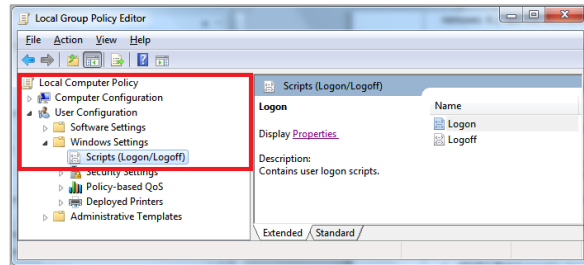 Local Group Policy Editor
File Action View Help
Local Computer Policy
Computer Configuration
User Configuration
Software Settings
Windows Settings
Scripts (Logon/Logoff)
Security Settings
Policy-based QoS
Deployed Printers
Administrative Templates
Scripts (Logon/Logoff)
Logon
Display Properties
Description:
Contains user logon scripts.
Name
Logon
Logoff
Extended Standard